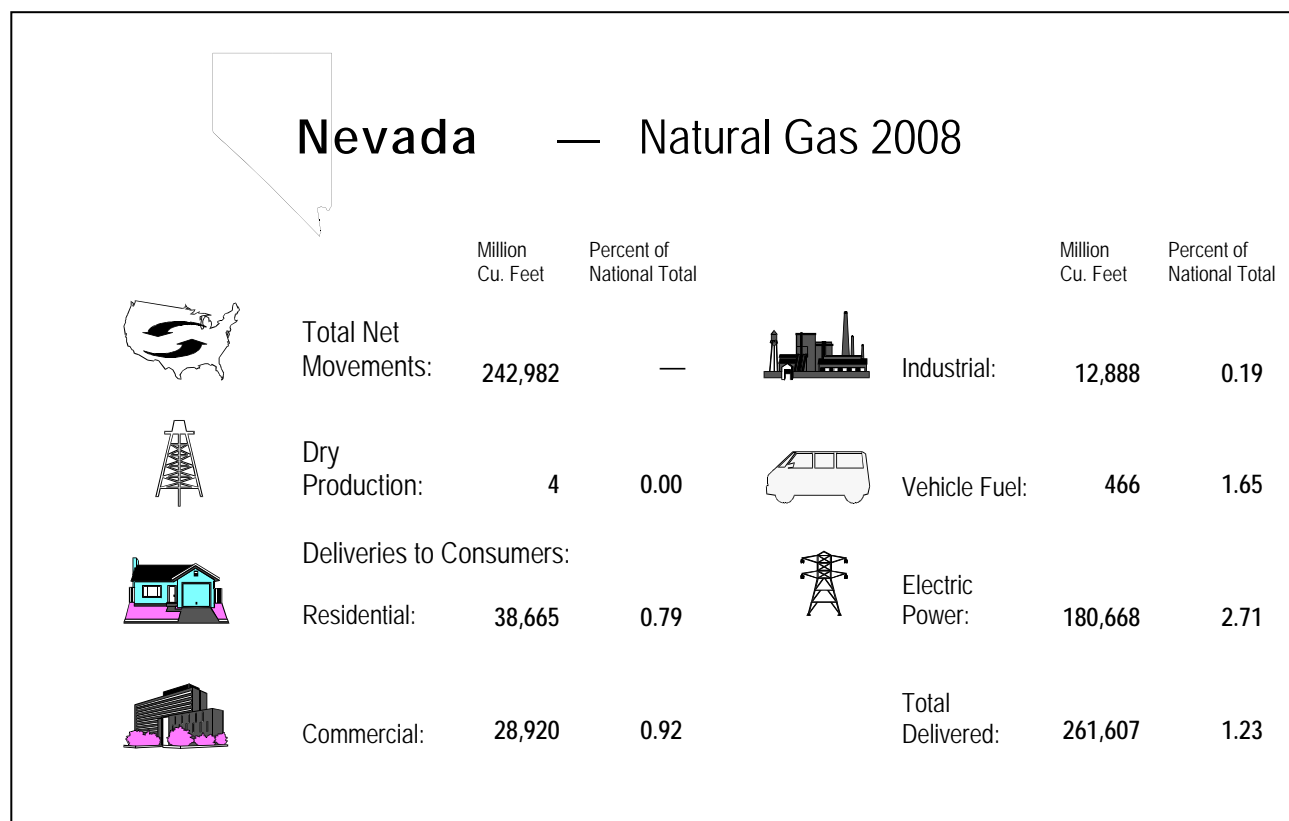 Nevada — Natural Gas 2008
Million Cu. Feet
Percent of National Total
Total Net Movements: 242,982 —
Dry Production: 4 0.00
Deliveries to Consumers:
Residential: 38,665 0.79
Commercial: 28,920 0.92
Million Cu. Feet
Percent of National Total
Industrial: 12,888 0.19
Vehicle Fuel: 466 1.65
Electric Power: 180,668 2.71
Total Delivered: 261,607 1.23